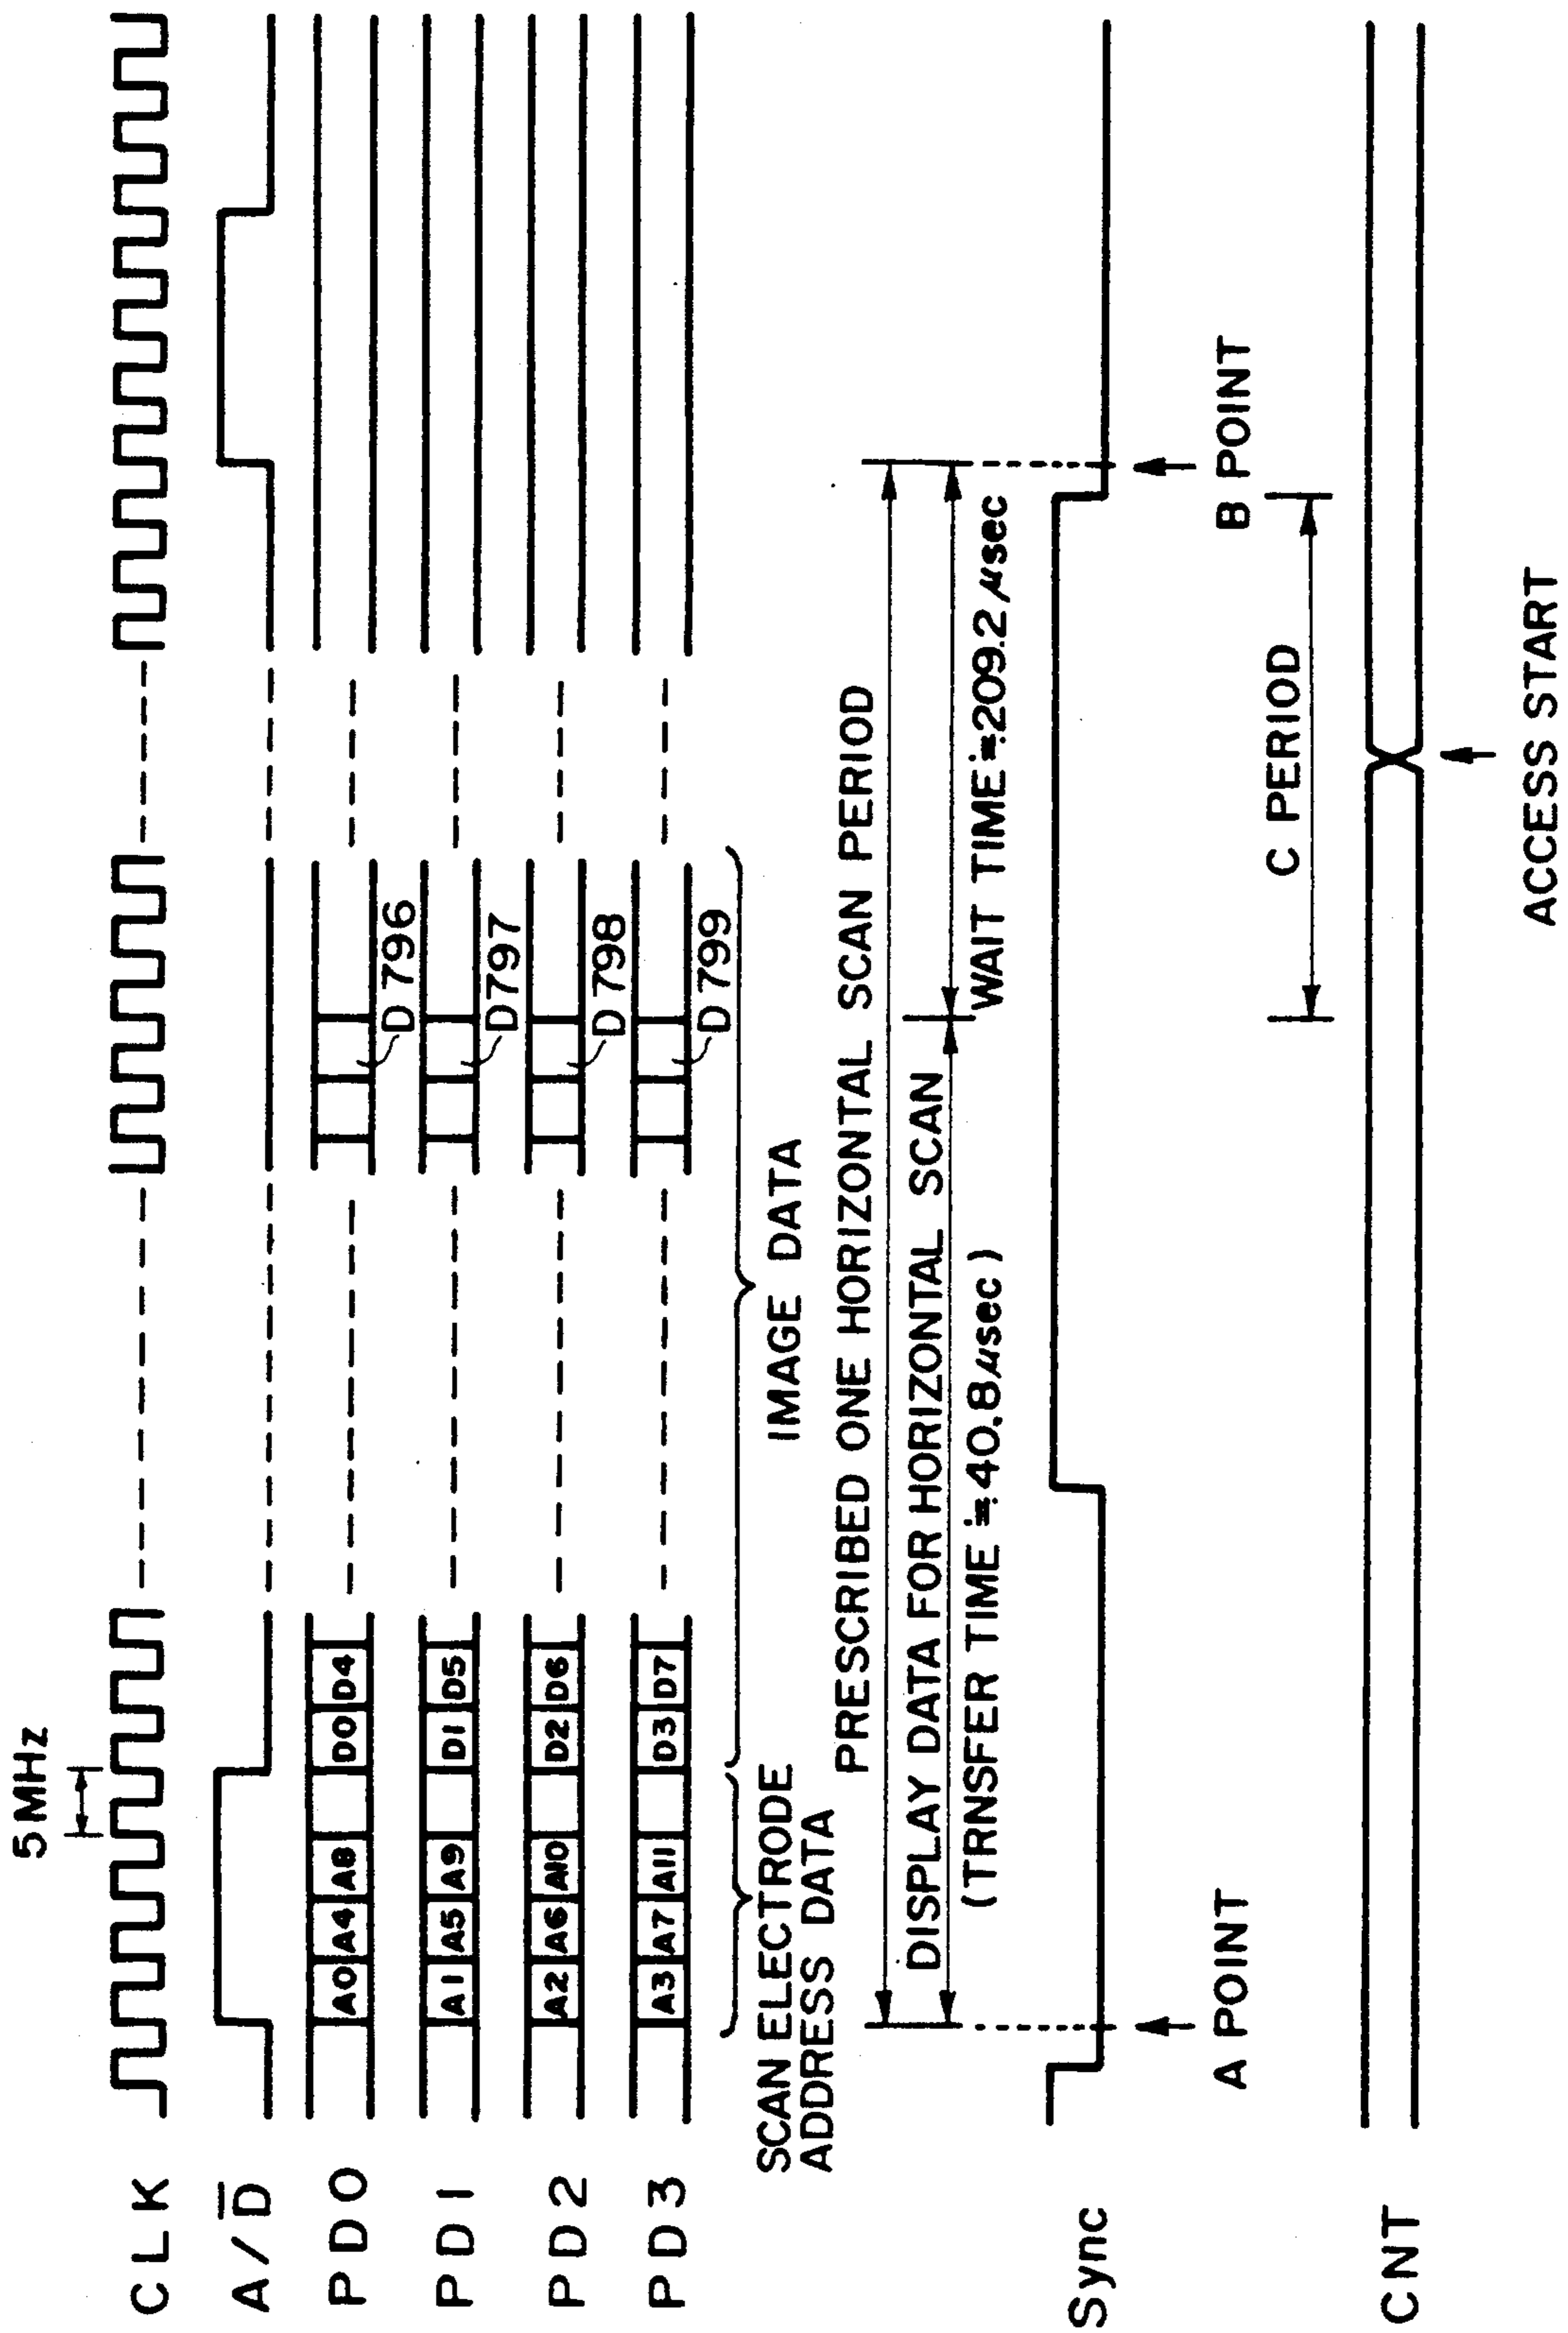 5MHz
CLK
A/D̅
PD0
A0 A4 A8
D0 D4
D796
PD1
A1 A5 A9
D1 D5
D797
PD2
A2 A6 A10
D2 D6
D798
PD3
A3 A7 A11
D3 D7
D799
SCAN ELECTRODE
ADDRESS DATA
IMAGE DATA
PRESCRIBED ONE HORIZONTAL SCAN PERIOD
DISPLAY DATA FOR HORIZONTAL SCAN
(TRNSFER TIME ≒40.8μsec)
WAIT TIME≒209.2μsec
Sync
A POINT
B POINT
C PERIOD
CNT
ACCESS START